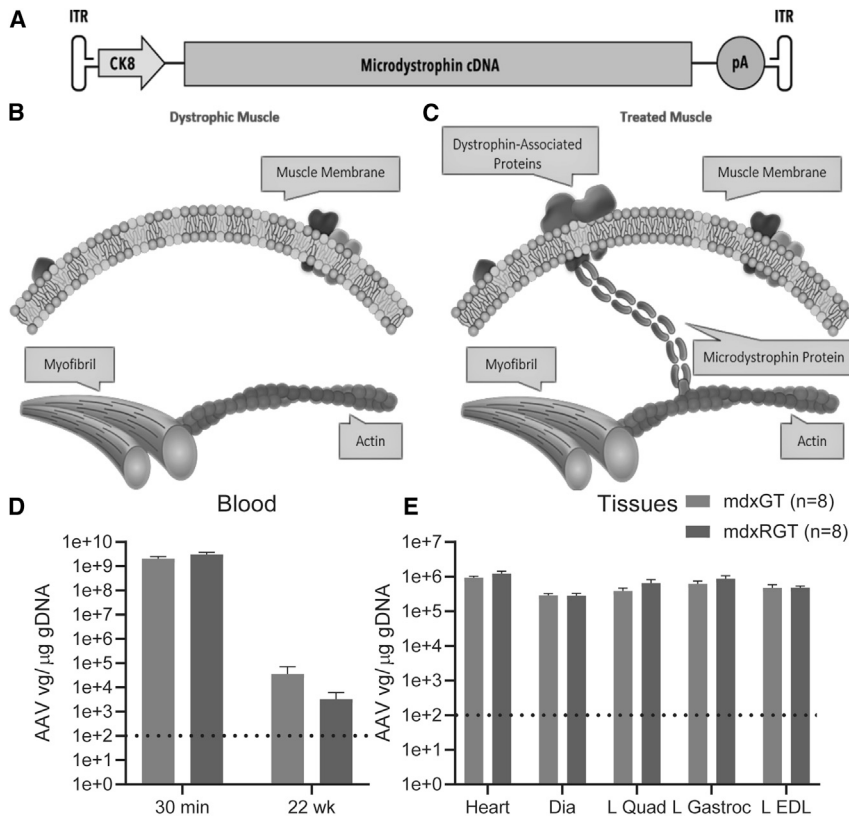 A
ITR
ITR
CK8
Microdystrophin cDNA
pA
B
Dystrophic Muscle
Muscle Membrane
Myofibril
Actin
C
Treated Muscle
Dystrophin-Associated
Proteins
Muscle Membrane
Myofibril
Microdystrophin Protein
Actin
D
Blood
AAV vg/ μg gDNA
1e+10
1e+9
1e+8
1e+7
1e+6
1e+5
1e+4
1e+3
1e+2
1e+1
1e+0
30 min
22 wk
E
Tissues
mdxGT (n=8)
mdxRGT (n=8)
AAV vg/ μg gDNA
1e+7
1e+6
1e+5
1e+4
1e+3
1e+2
1e+1
1e+0
Heart
Dia
L Quad
L Gastroc
L EDL